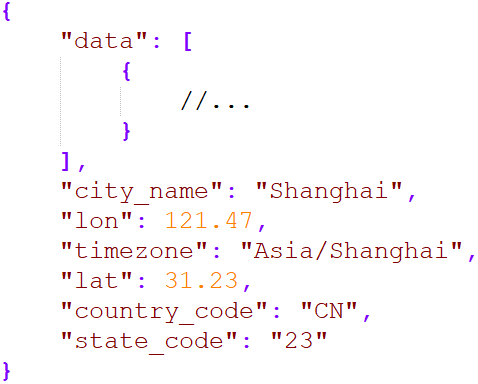 {
    "data": [
        {
            //...
        }
    ],
    "city_name": "Shanghai",
    "lon": 121.47,
    "timezone": "Asia/Shanghai",
    "lat": 31.23,
    "country_code": "CN",
    "state_code": "23"
}